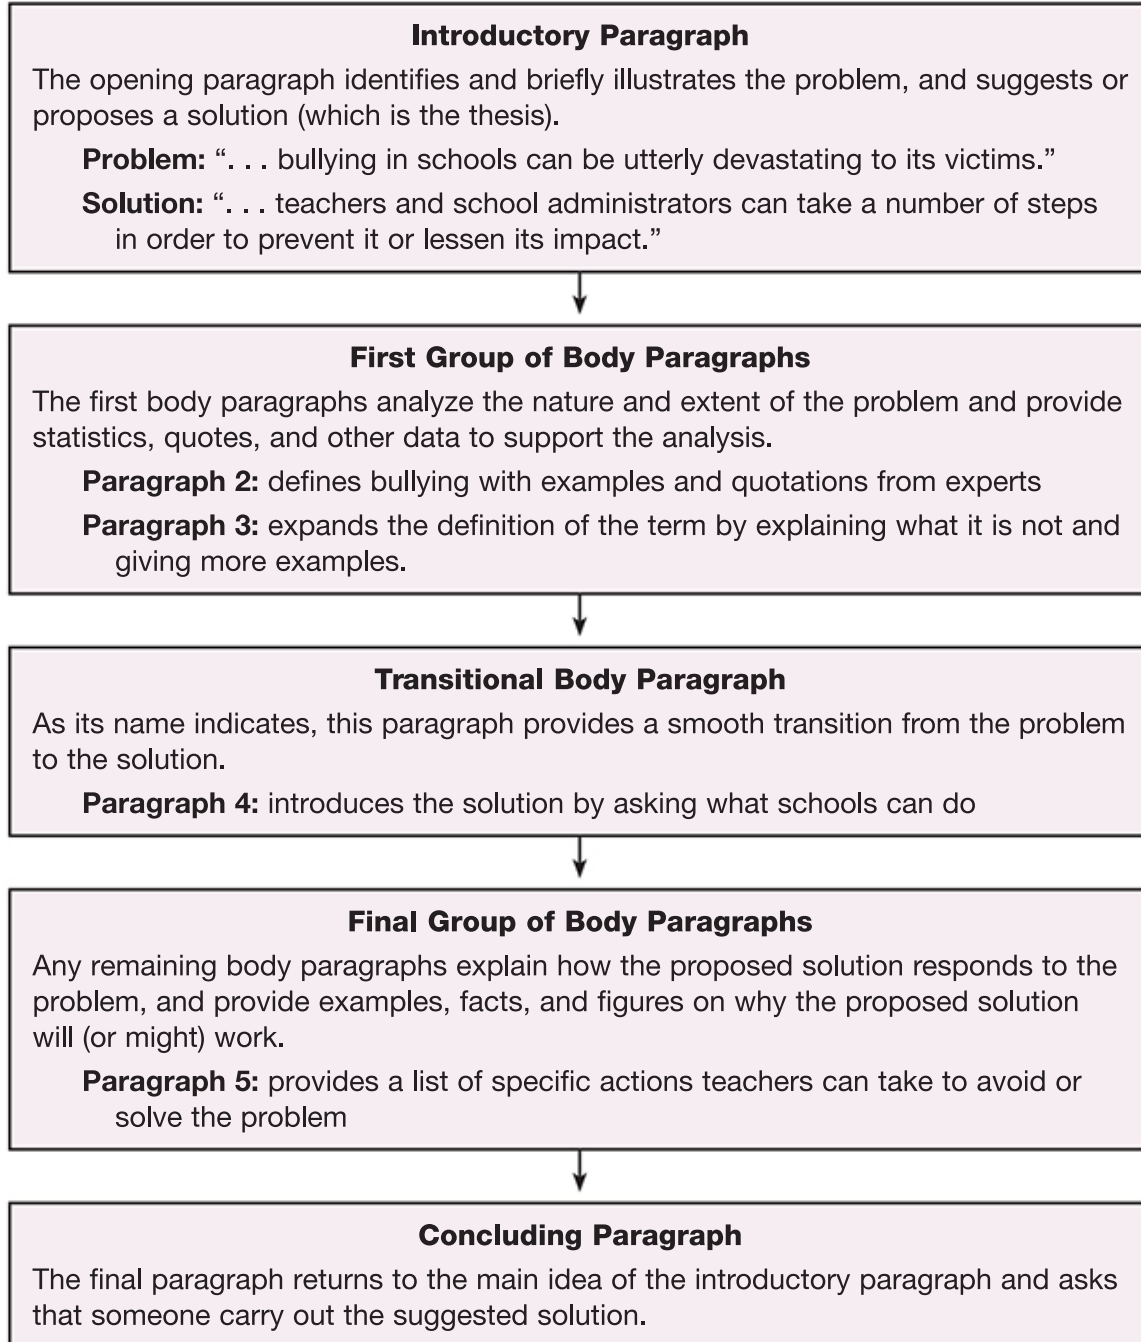 Introductory Paragraph
The opening paragraph identifies and briefly illustrates the problem, and suggests or
proposes a solution (which is the thesis).
Problem: “. . . bullying in schools can be utterly devastating to its victims.”
Solution: “. . . teachers and school administrators can take a number of steps
in order to prevent it or lessen its impact.”
First Group of Body Paragraphs
The first body paragraphs analyze the nature and extent of the problem and provide
statistics, quotes, and other data to support the analysis.
Paragraph 2: defines bullying with examples and quotations from experts
Paragraph 3: expands the definition of the term by explaining what it is not and
giving more examples.
Transitional Body Paragraph
As its name indicates, this paragraph provides a smooth transition from the problem
to the solution.
Paragraph 4: introduces the solution by asking what schools can do
Final Group of Body Paragraphs
Any remaining body paragraphs explain how the proposed solution responds to the
problem, and provide examples, facts, and figures on why the proposed solution
will (or might) work.
Paragraph 5: provides a list of specific actions teachers can take to avoid or
solve the problem
Concluding Paragraph
The final paragraph returns to the main idea of the introductory paragraph and asks
that someone carry out the suggested solution.